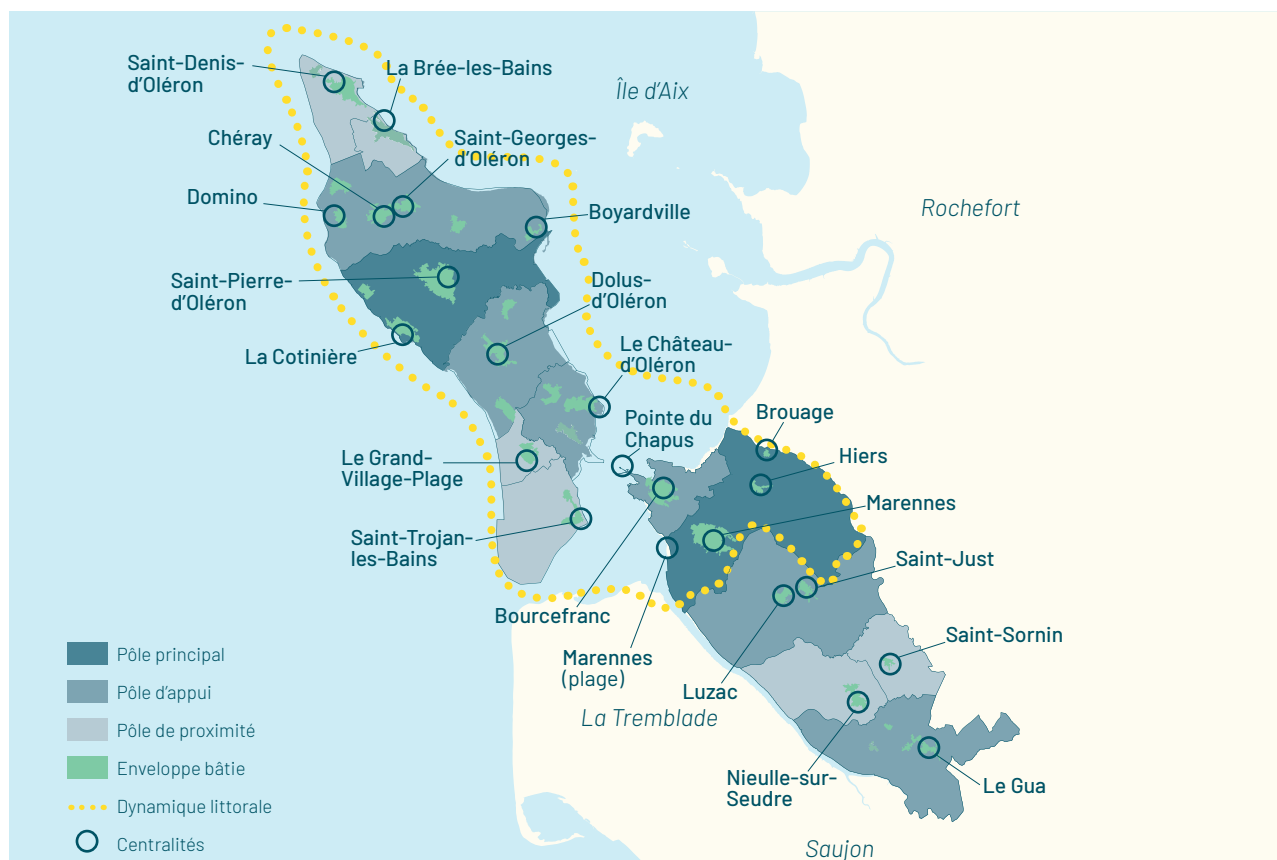 Saint-Denis-
d'Oléron
La Brée-les-Bains
Île d'Aix
Chéray
Saint-Georges-
d'Oléron
Domino
Boyardville
Rochefort
Saint-Pierre-
d'Oléron
Dolus-
d'Oléron
La Cotinière
Le Château-
d'Oléron
Pointe du
Chapus
Brouage
Le Grand-
Village-Plage
Hiers
Marennes
Saint-Trojan-
les-Bains
Saint-Just
Bourcefranc
Saint-Sornin
Marennes
(plage)
Luzac
La Tremblade
Nieulle-sur-
Seudre
Le Gua
Saujon
Pôle principal
Pôle d'appui
Pôle de proximité
Enveloppe bâtie
Dynamique littorale
Centralités